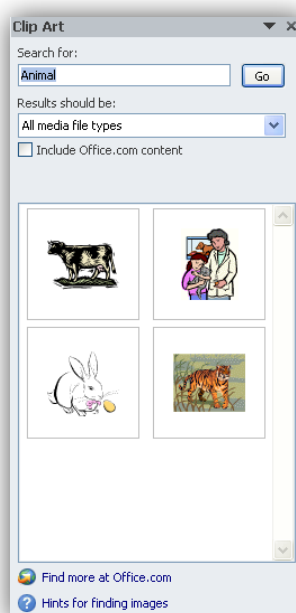 Clip Art
Search for:
Animal
Go
Results should be:
All media file types
Include Office.com content
Find more at Office.com
Hints for finding images